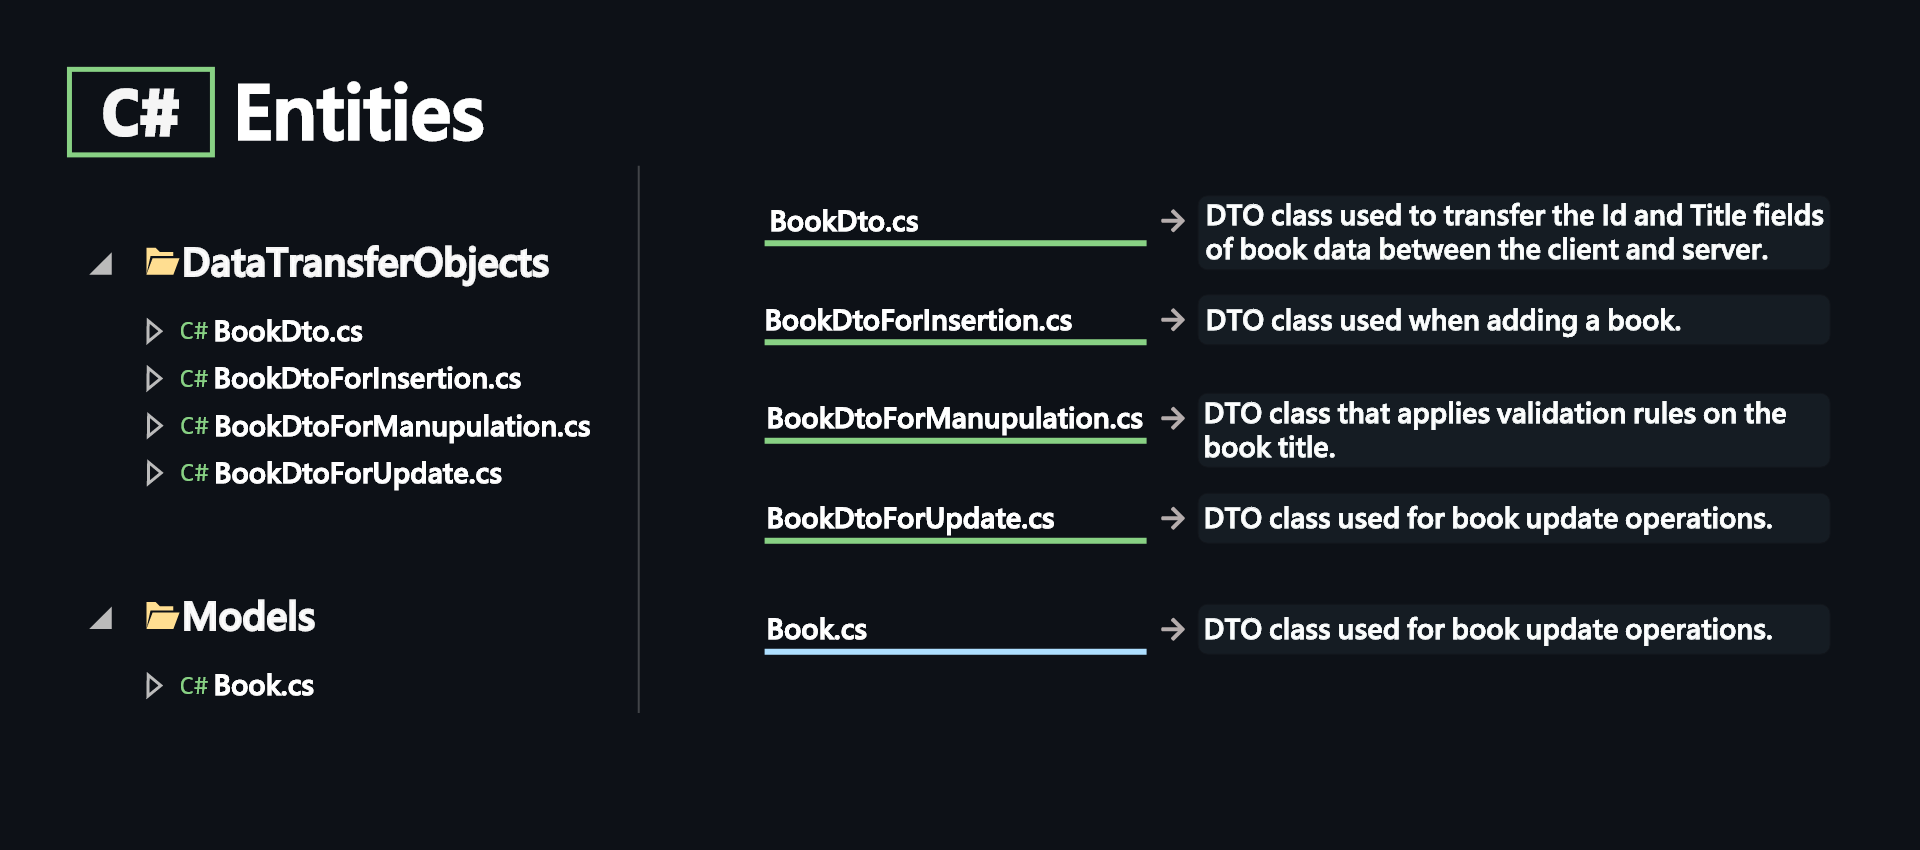 C# Entities
DataTransferObjects
C# BookDto.cs
C# BookDtoForInsertion.cs
C# BookDtoForManupulation.cs
C# BookDtoForUpdate.cs
Models
C# Book.cs
BookDto.cs → DTO class used to transfer the Id and Title fields
of book data between the client and server.
BookDtoForInsertion.cs → DTO class used when adding a book.
BookDtoForManupulation.cs → DTO class that applies validation rules on the
book title.
BookDtoForUpdate.cs → DTO class used for book update operations.
Book.cs → DTO class used for book update operations.